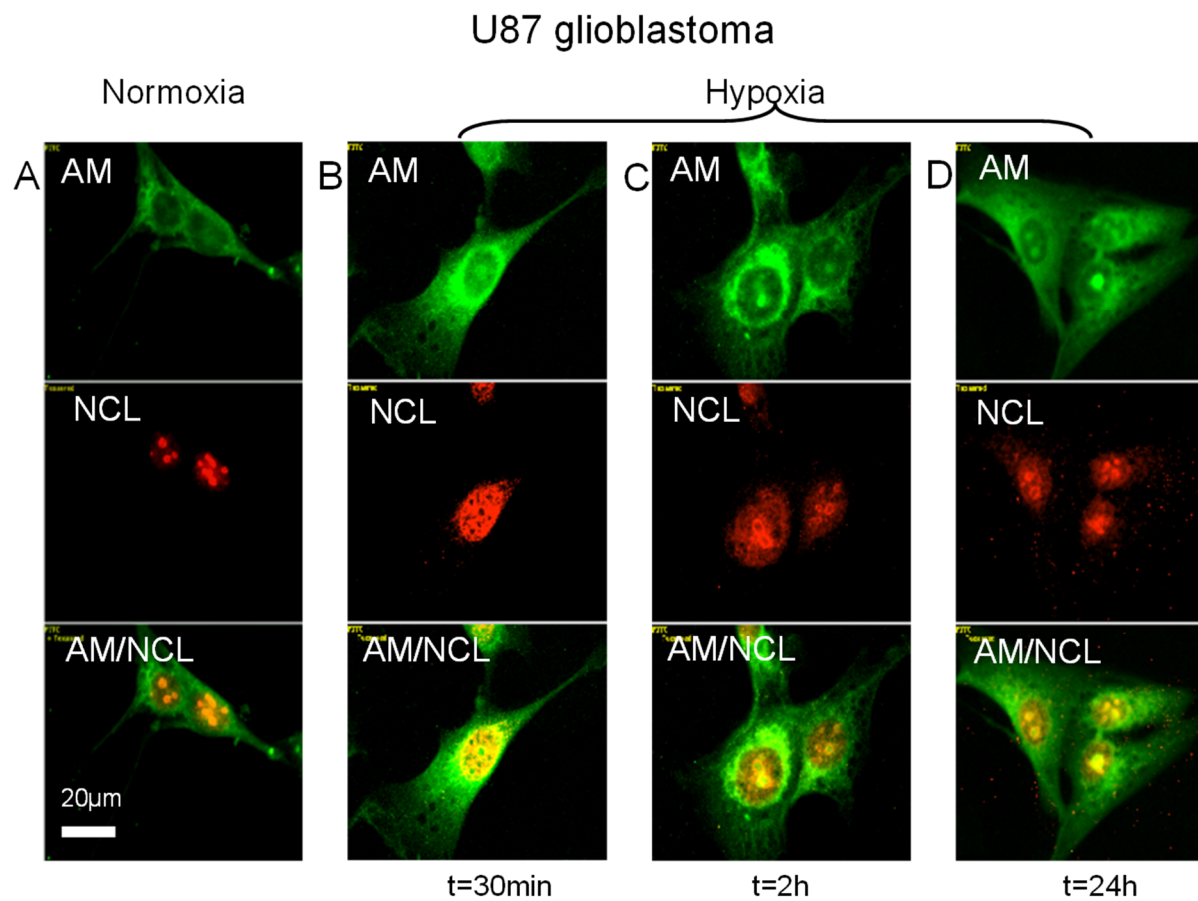 U87 glioblastoma
Normoxia
Hypoxia
A
AM
B
AM
C
AM
D
AM
NCL
NCL
NCL
NCL
AM/NCL
AM/NCL
AM/NCL
AM/NCL
20µm
t=30min
t=2h
t=24h